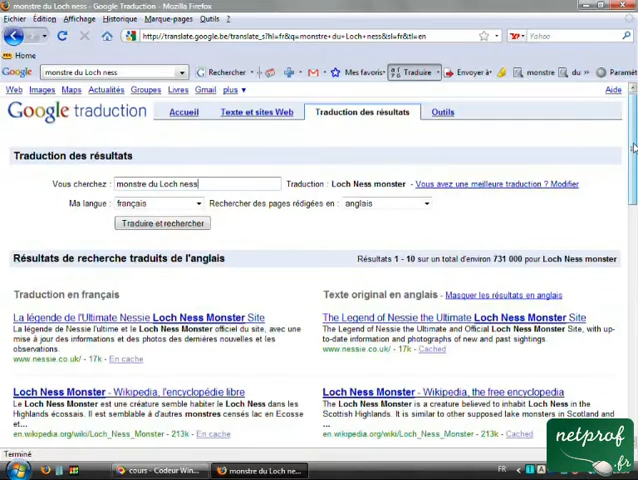 monstre du Loch ness - Google Traduction - Mozilla Firefox
Fichier Édition Affichage Historique Marque-pages Outils ?
http://translate.google.be/translate_s?hl=fr&q=monstre+du+Loch+ness&sl=fr&tl=en Yahoo
Home
Google monstre du Loch ness Rechercher Mes favoris Traduire Envoyer à monstre du Paramèt
Web Images Maps Actualités Groupes Livres Gmail plus ▼ Aide
Google traduction Accueil Texte et sites Web Traduction des résultats Outils
Traduction des résultats
Vous cherchez : monstre du Loch ness Traduction : Loch Ness monster - Vous avez une meilleure traduction ? Modifier
Ma langue : français Rechercher des pages rédigées en : anglais
Traduire et rechercher
Résultats de recherche traduits de l'anglais Résultats 1 - 10 sur un total d'environ 731 000 pour Loch Ness monster
Traduction en français Texte original en anglais - Masquer les résultats en anglais
La légende de l'Ultimate Nessie Loch Ness Monster Site The Legend of Nessie the Ultimate Loch Ness Monster Site
La légende de Nessie l'ultime et le Loch Ness Monster officiel du site, avec une The Legend of Nessie the Ultimate and Official Loch Ness Monster Site, with up-
mise à jour des informations et des photos des dernières nouvelles et les to-date information and photographs of new and past sightings.
observations.
www.nessie.co.uk/ - 17k - En cache www.nessie.co.uk/ - 17k - Cached
Loch Ness Monster - Wikipedia, l'encyclopédie libre Loch Ness Monster - Wikipedia, the free encyclopedia
Le Loch Ness Monster est une créature semble habiter le Loch Ness dans les The Loch Ness Monster is a creature believed to inhabit Loch Ness in the
Highlands écossais. Il est semblable à d'autres monstres censés lac en Ecosse Scottish Highlands. It is similar to other supposed lake monsters in Scotland and
et ... ...
en.wikipedia.org/wiki/Loch_Ness_Monster - 213k - En cache en.wikipedia.org/wiki/Loch_Ness_Monster - 213k - Cached
Terminé
cours - Codeur Win... monstre du Loch ne... FR
netprof
.fr